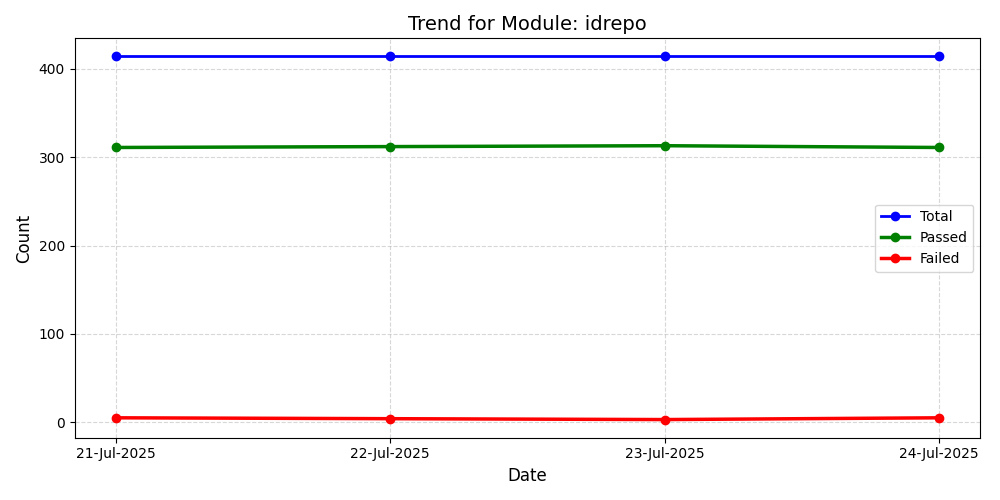 Trend for Module: idrepo
Count
400
300
200
100
0
Total
Passed
Failed
21-Jul-2025
22-Jul-2025
23-Jul-2025
24-Jul-2025
Date